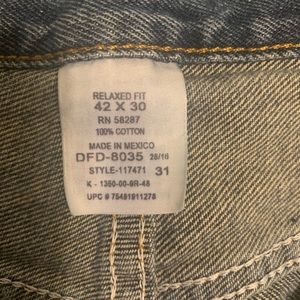 RELAXED FIT
42 X 30
RN 58287
100% COTTON
MADE IN MEXICO
DFD-8035 28/16
STYLE-117471 31
K - 1350-00-9R-48
UPC # 75481911275